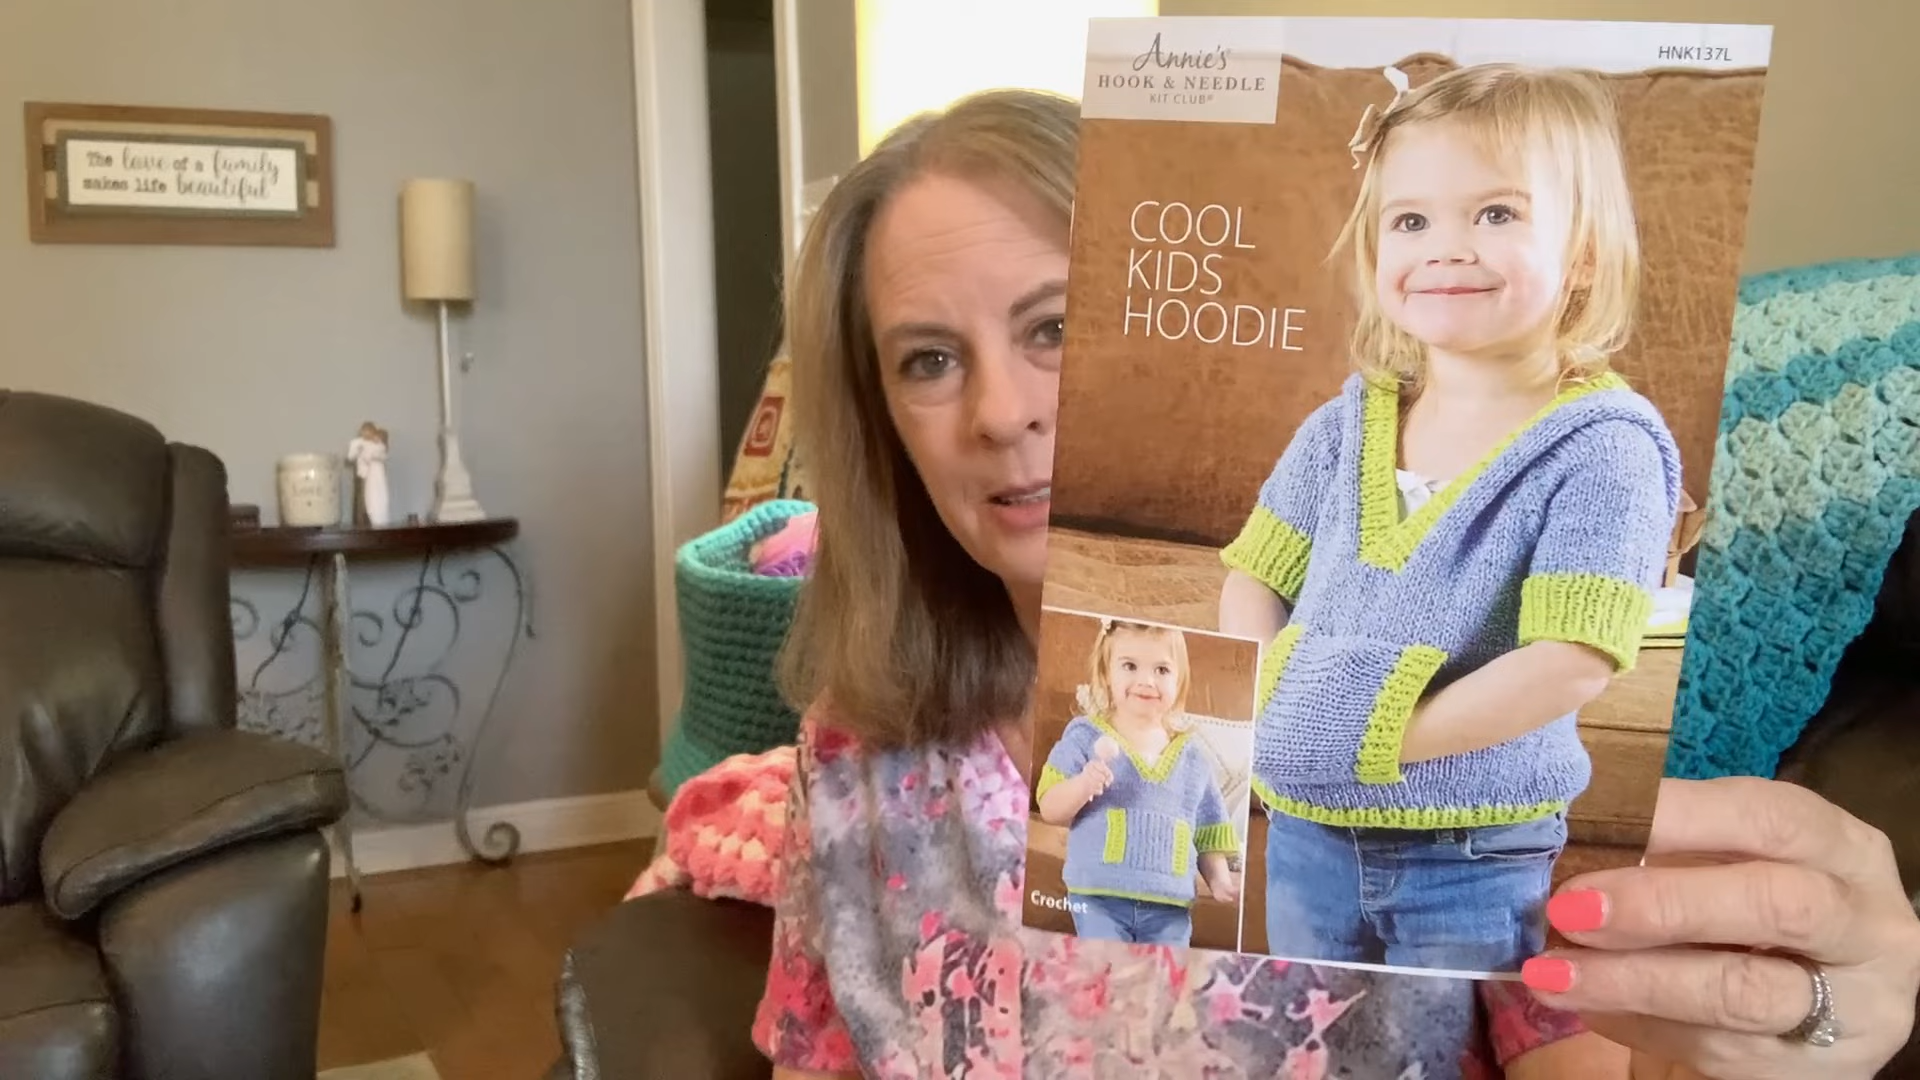 The love of a family
makes life beautiful
Annie's
HOOK & NEEDLE
KIT CLUB®
HNK137L
COOL
KIDS
HOODIE
Crochet